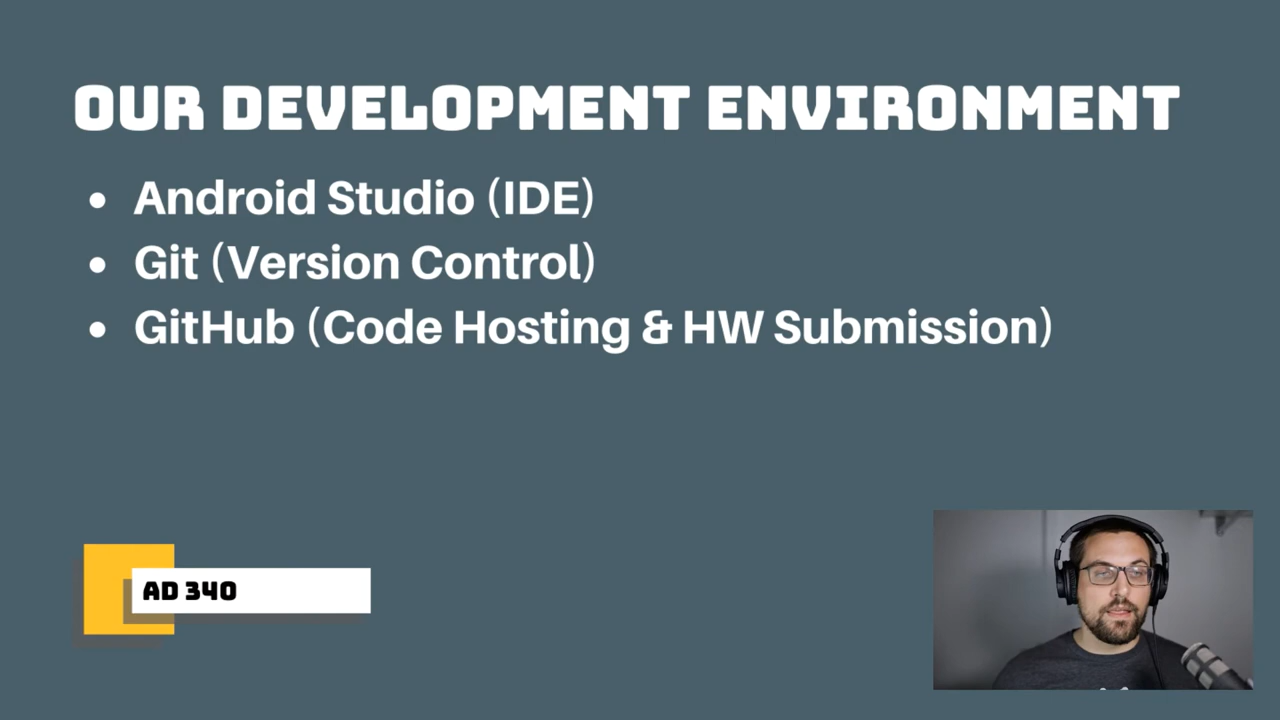 OUR DEVELOPMENT ENVIRONMENT
• Android Studio (IDE)
• Git (Version Control)
• GitHub (Code Hosting & HW Submission)
AD 340